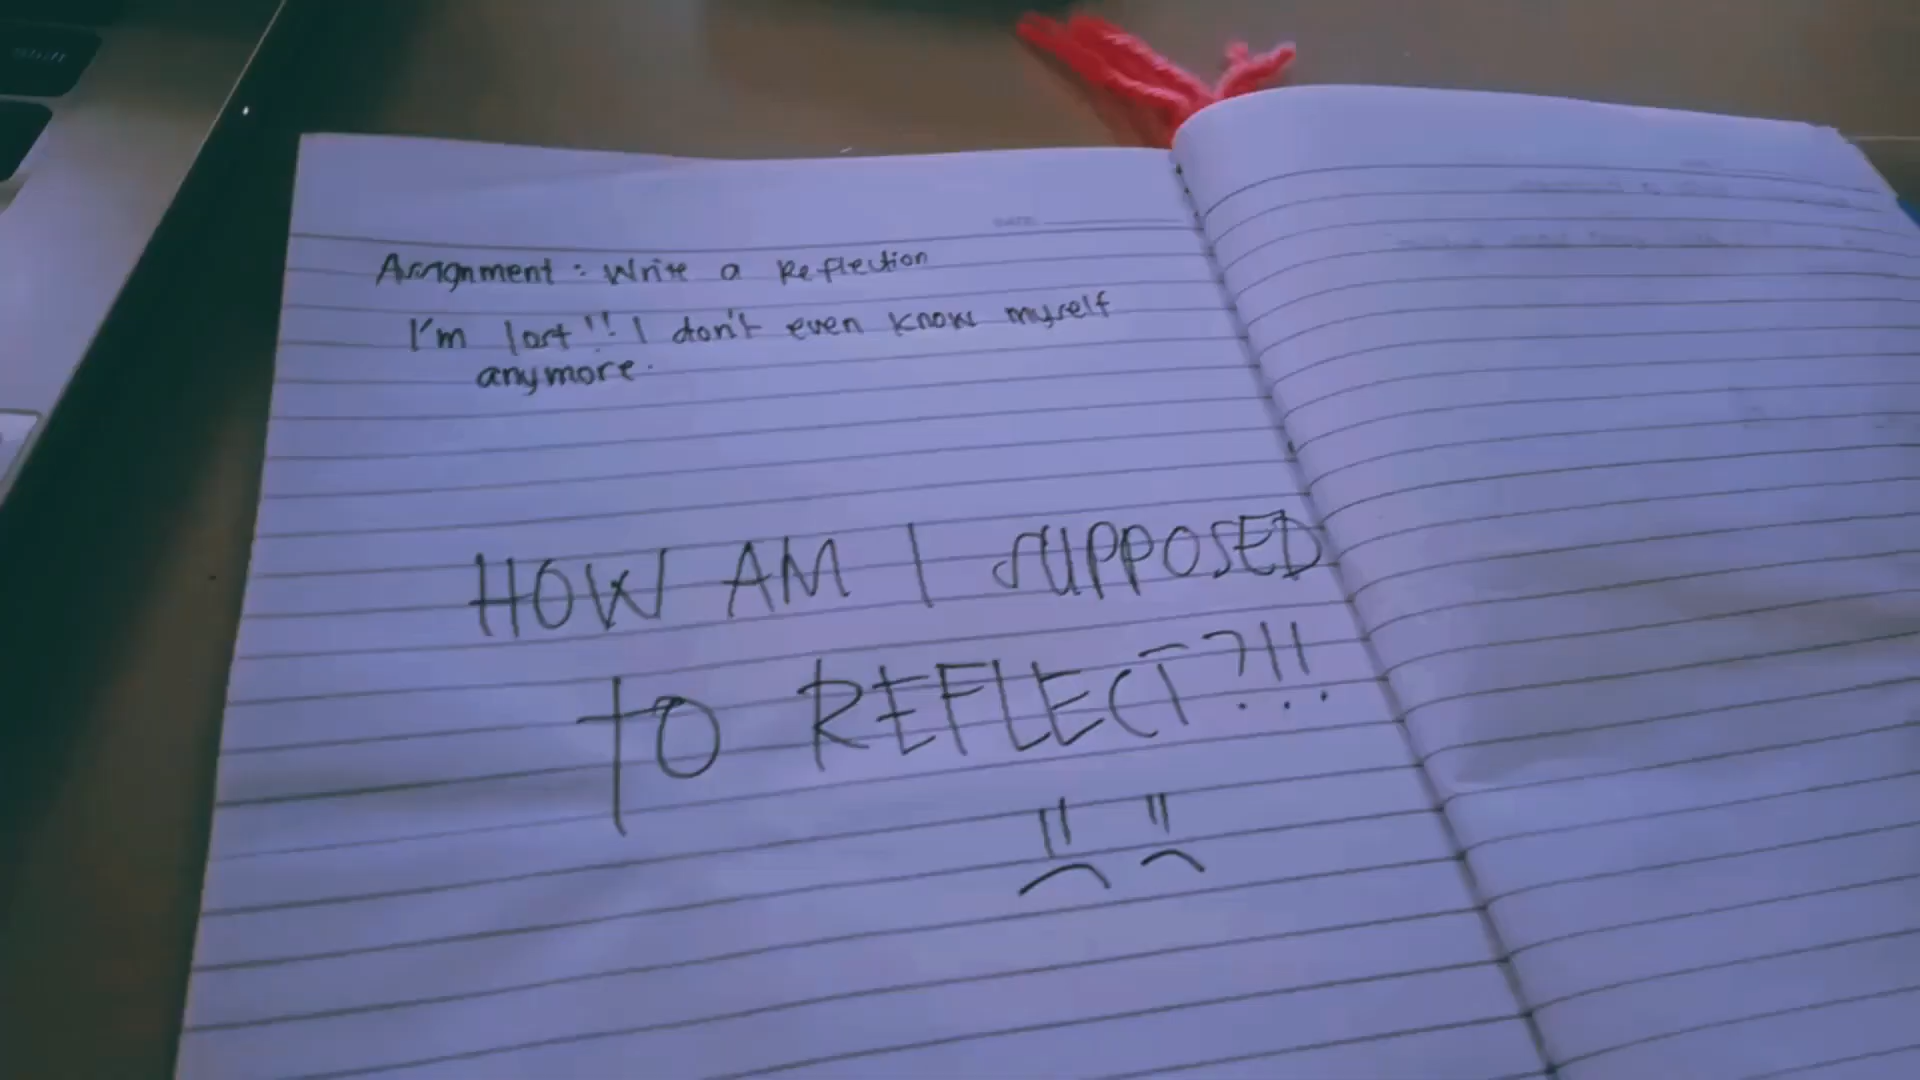 Assignment : Write a Reflection
I'm lost!! I don't even know myself
anymore.
HOW AM I SUPPOSED
TO REFLECT?!!